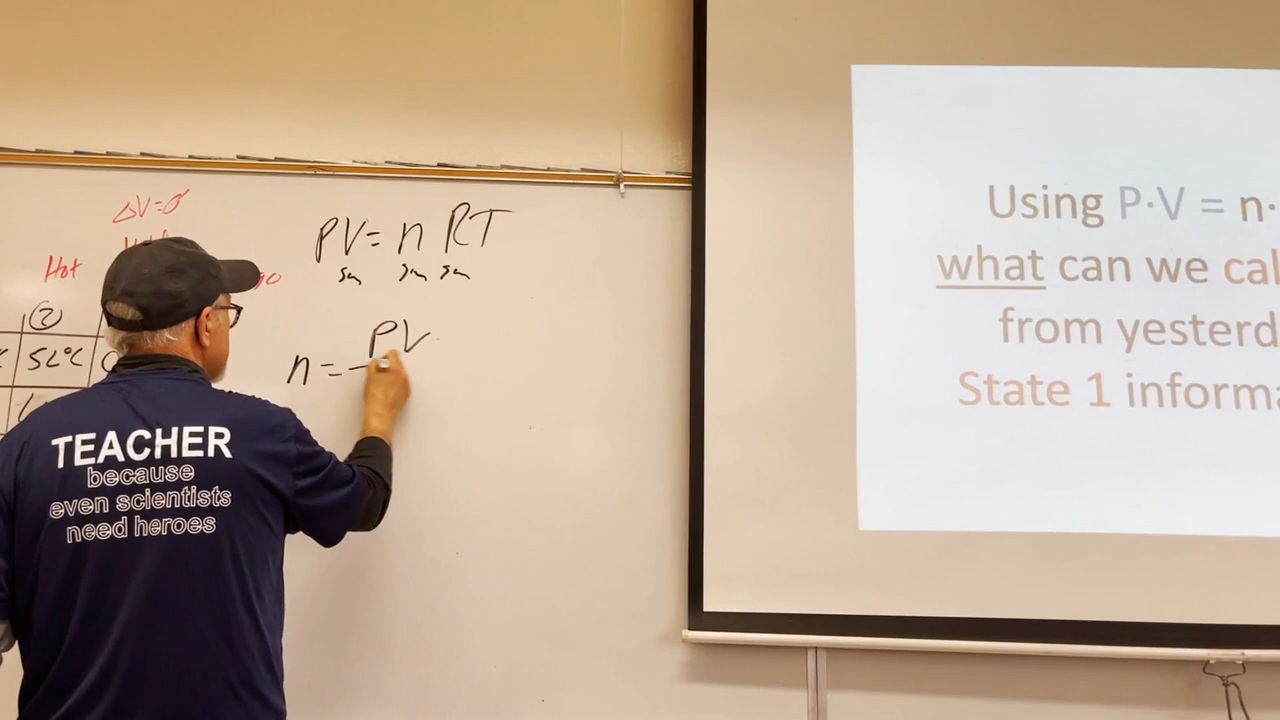 ΔV=0
Hot
②
52°C
PV = n RT
n = PV
TEACHER
because
even scientists
need heroes
Using P·V = n·
what can we cal
from yesterd
State 1 informa